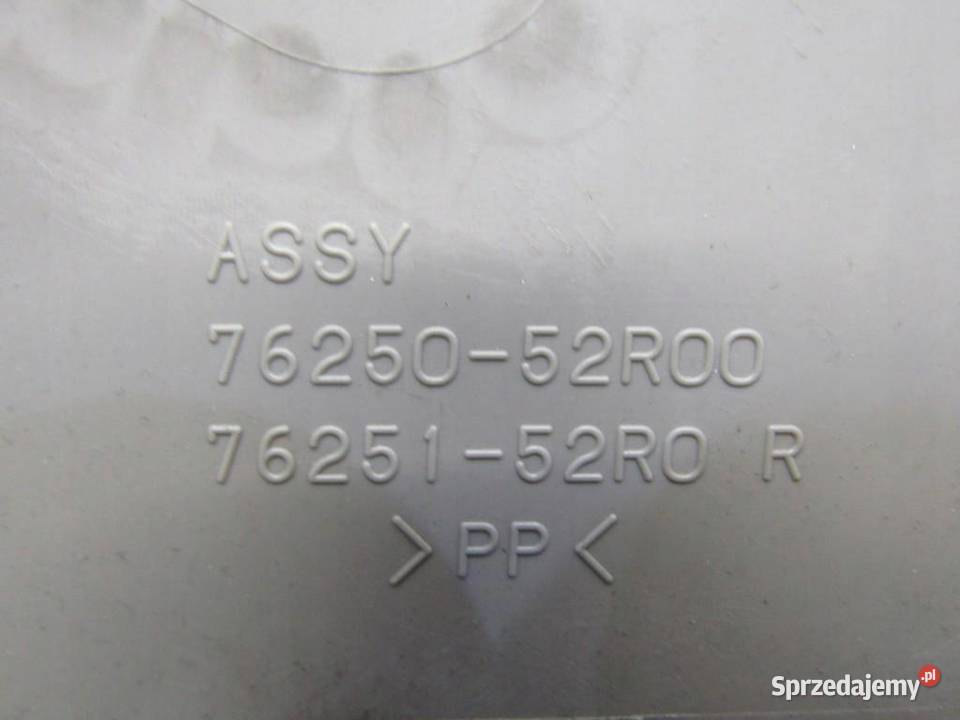 ASSY
76250-52R00
76251-52R0 R
>PP<
Sprzedajemy.pl